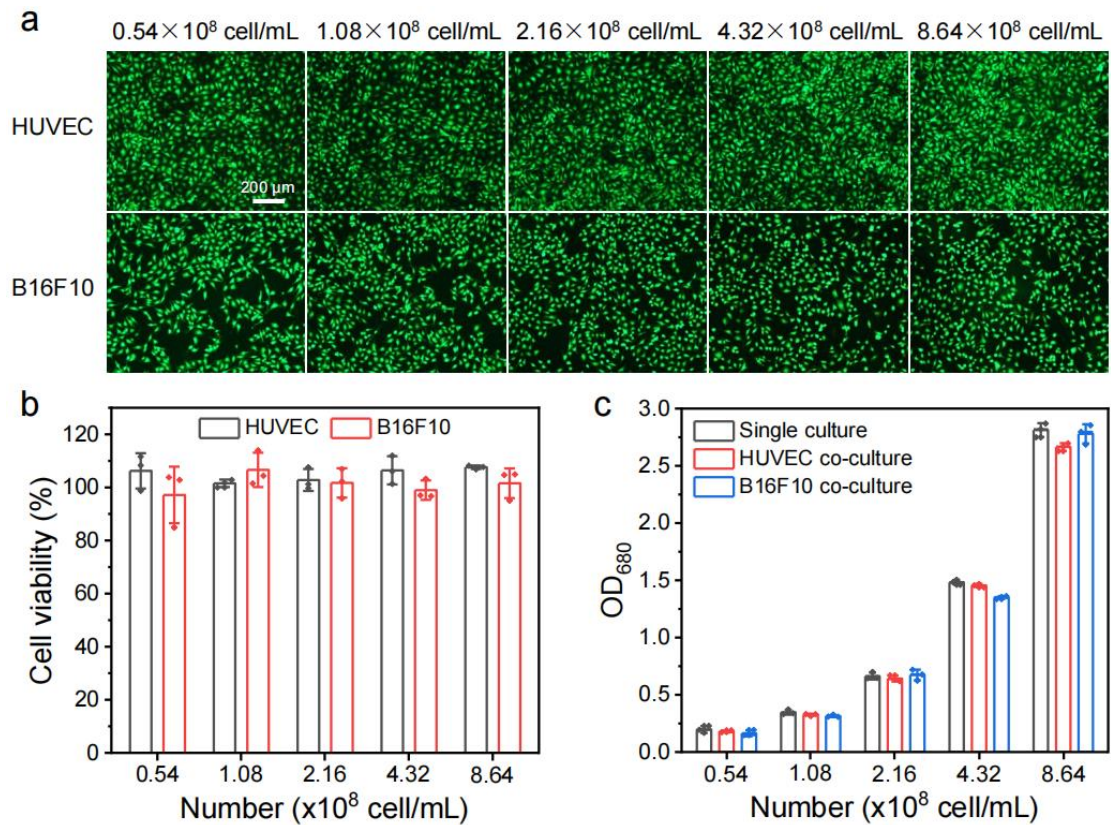 a
0.54×10⁸ cell/mL 1.08×10⁸ cell/mL 2.16×10⁸ cell/mL 4.32×10⁸ cell/mL 8.64×10⁸ cell/mL
HUVEC
200 μm
B16F10
b
HUVEC B16F10
120
100
80
60
40
20
0
Cell viability (%)
0.54 1.08 2.16 4.32 8.64
Number (x10⁸ cell/mL)
c
Single culture
HUVEC co-culture
B16F10 co-culture
3.0
2.5
2.0
1.5
1.0
0.5
0.0
OD₆₈₀
0.54 1.08 2.16 4.32 8.64
Number (x10⁸ cell/mL)